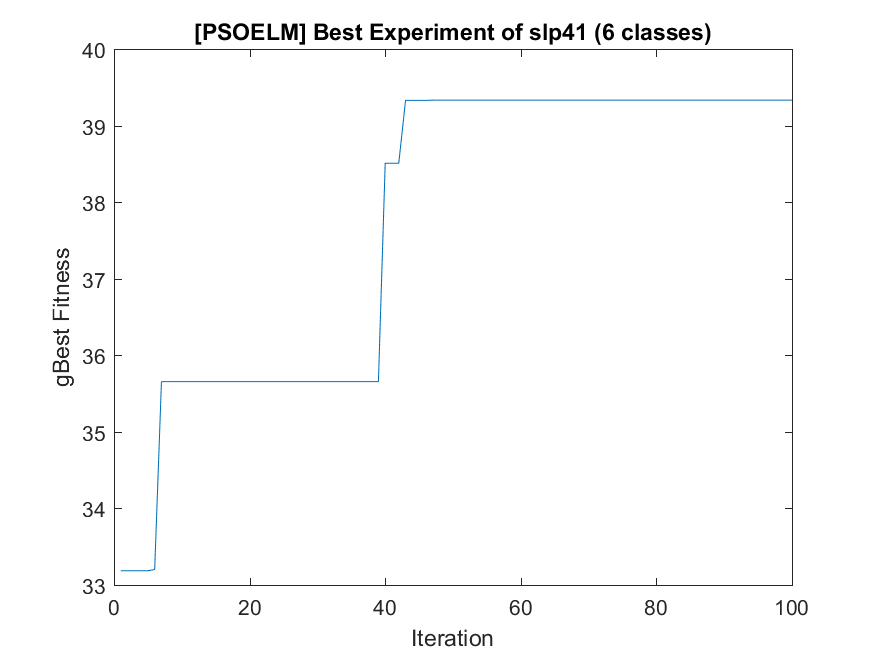 [PSOELM] Best Experiment of slp41 (6 classes)
40
39
38
37
36
35
34
33
gBest Fitness
0 20 40 60 80 100
Iteration